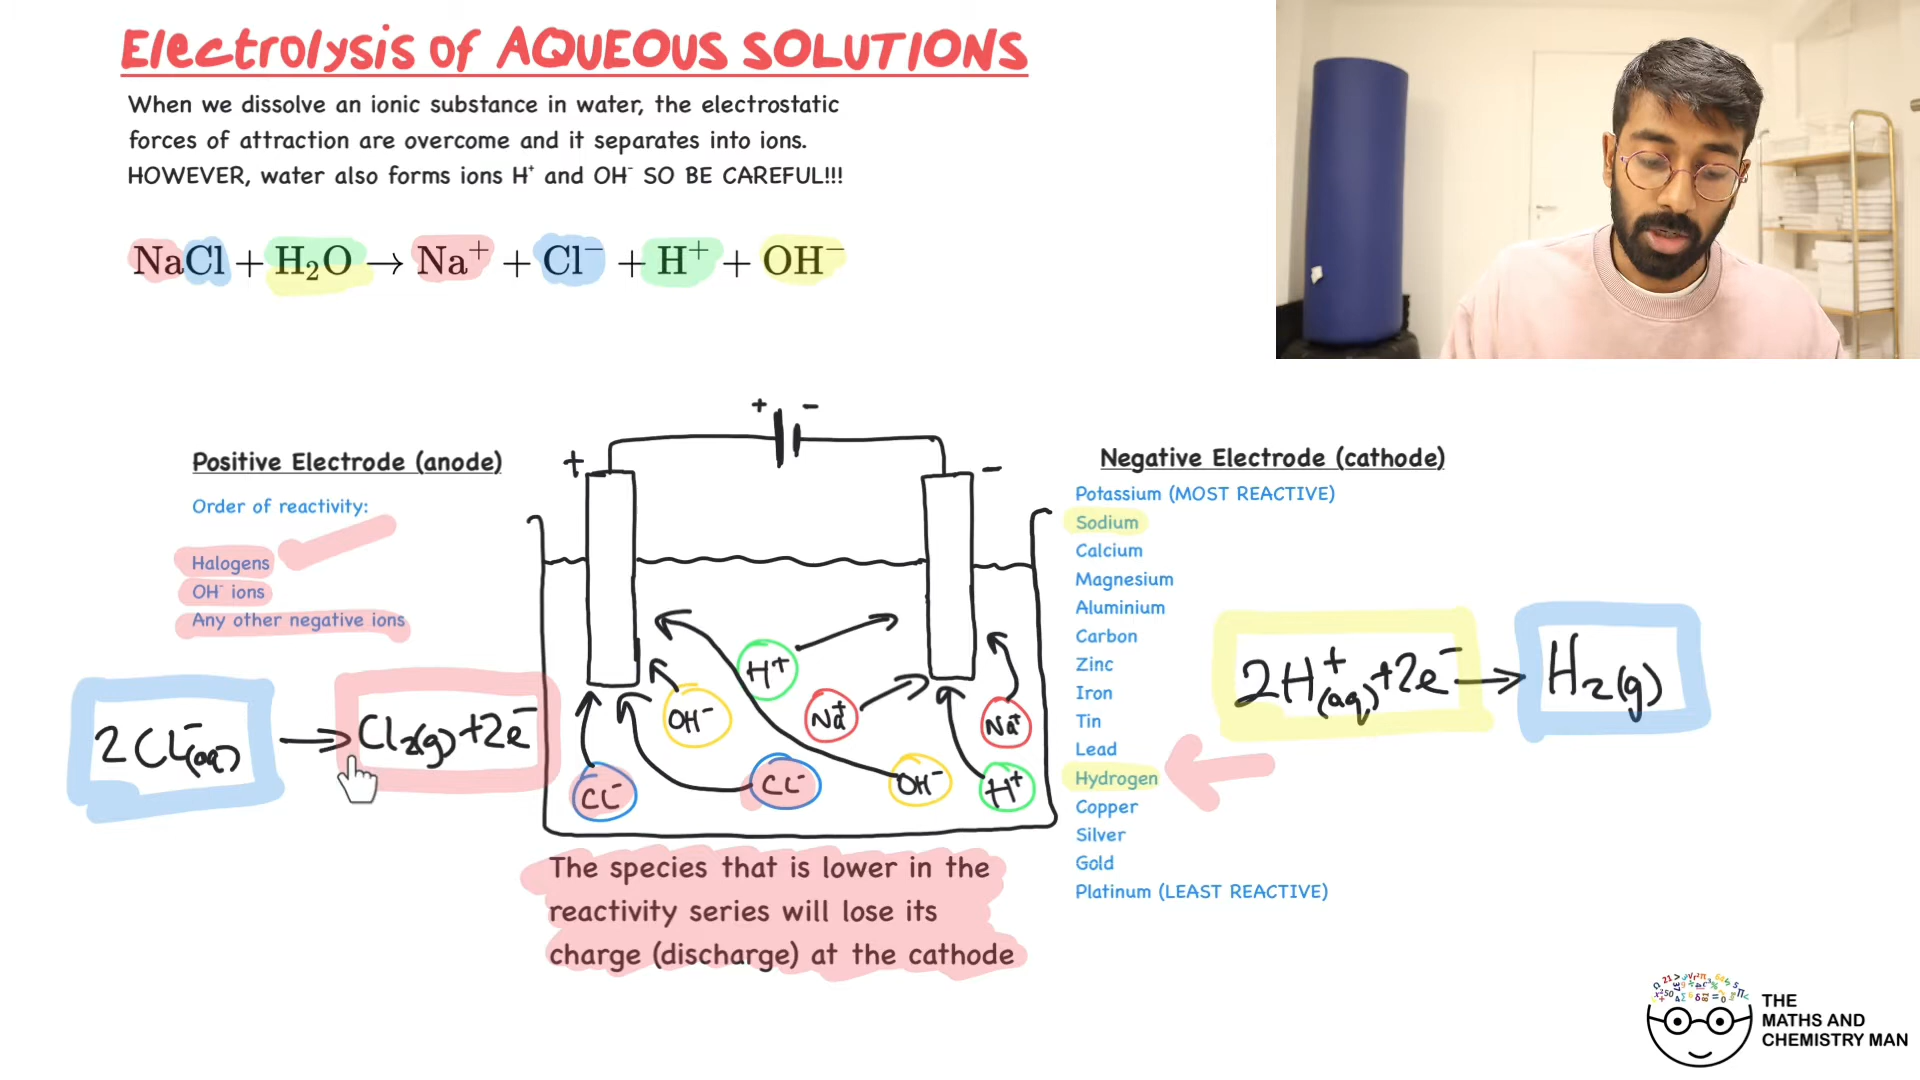 Electrolysis of AQUEOUS SOLUTIONS
When we dissolve an ionic substance in water, the electrostatic
forces of attraction are overcome and it separates into ions.
HOWEVER, water also forms ions H⁺ and OH⁻ SO BE CAREFUL!!!
NaCl + H₂O → Na⁺ + Cl⁻ + H⁺ + OH⁻
Positive Electrode (anode)
Order of reactivity:
Halogens
OH⁻ ions
Any other negative ions
2Cl⁻(aq) → Cl₂(g) + 2e⁻
+ −
+
−
H⁺
OH⁻
Na⁺
Na⁺
Cl⁻
Cl⁻
OH⁻
H⁺
The species that is lower in the
reactivity series will lose its
charge (discharge) at the cathode
Negative Electrode (cathode)
Potassium (MOST REACTIVE)
Sodium
Calcium
Magnesium
Aluminium
Carbon
Zinc
Iron
Tin
Lead
Hydrogen
Copper
Silver
Gold
Platinum (LEAST REACTIVE)
2H⁺(aq) + 2e⁻ → H₂(g)
THE
MATHS AND
CHEMISTRY MAN